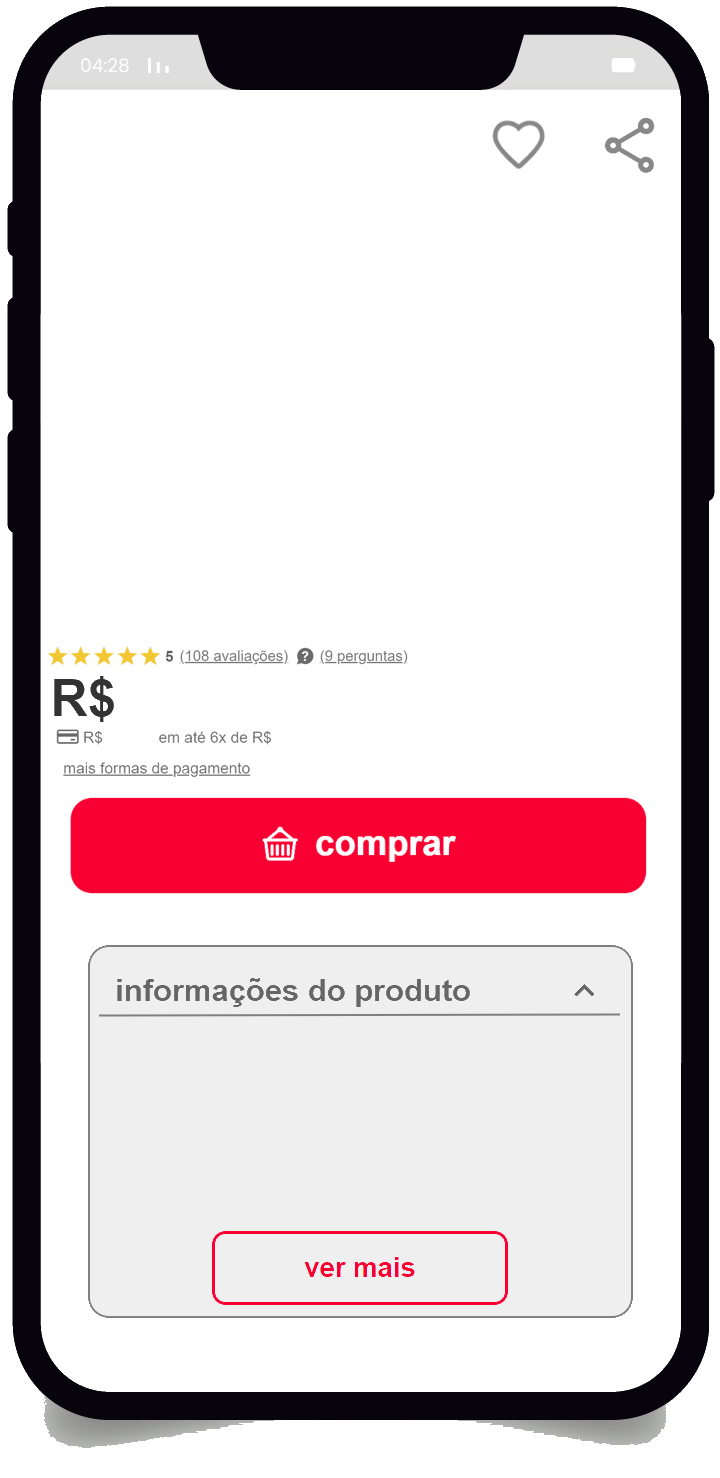 04:28
5 (108 avaliações) (9 perguntas)
R$
R$ em até 6x de R$
mais formas de pagamento
comprar
informações do produto
ver mais